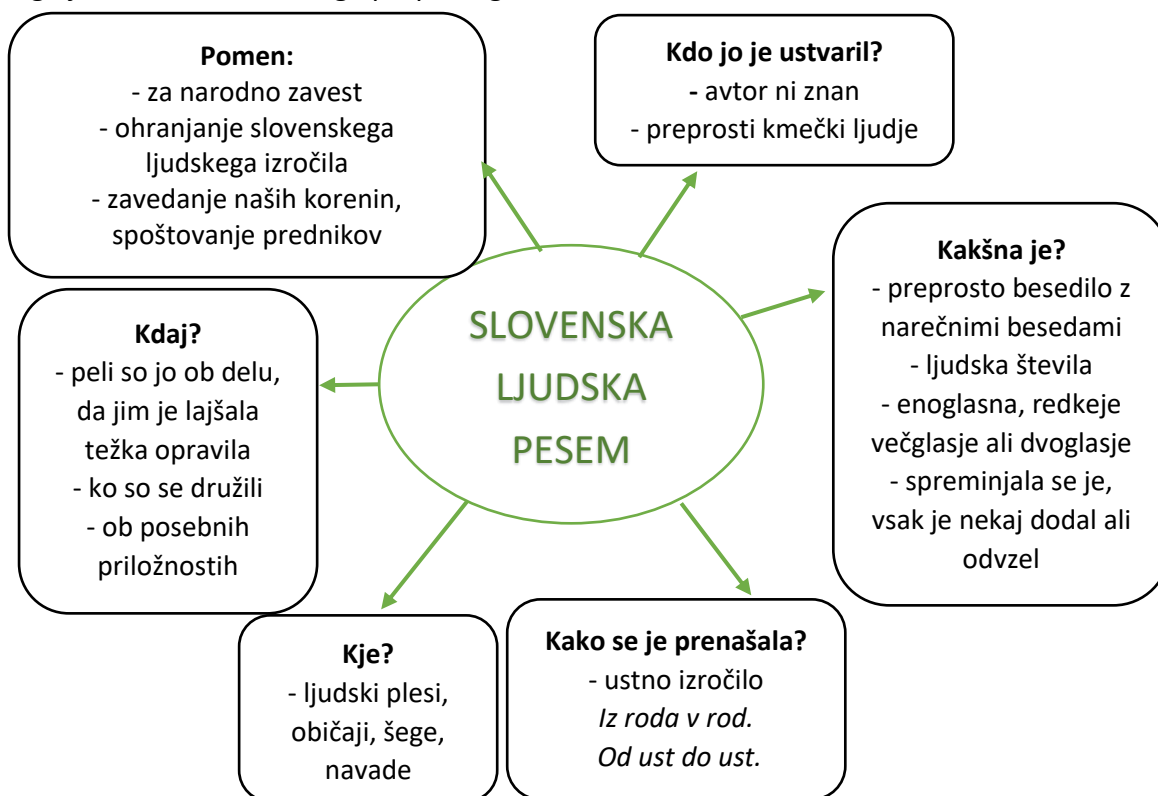 Pomen:
- za narodno zavest
- ohranjanje slovenskega
ljudskega izročila
- zavedanje naših korenin,
spoštovanje prednikov
Kdo jo je ustvaril?
- avtor ni znan
- preprosti kmečki ljudje
Kakšna je?
- preprosto besedilo z
narečnimi besedami
- ljudska števila
- enoglasna, redkeje
večglasje ali dvoglasje
- spreminjala se je,
vsak je nekaj dodal ali
odvzel
SLOVENSKA
LJUDSKA
PESEM
Kdaj?
- peli so jo ob delu,
da jim je lajšala
težka opravila
- ko so se družili
- ob posebnih
priložnostih
Kje?
- ljudski plesi,
običaji, šege,
navade
Kako se je prenašala?
- ustno izročilo
Iz roda v rod.
Od ust do ust.